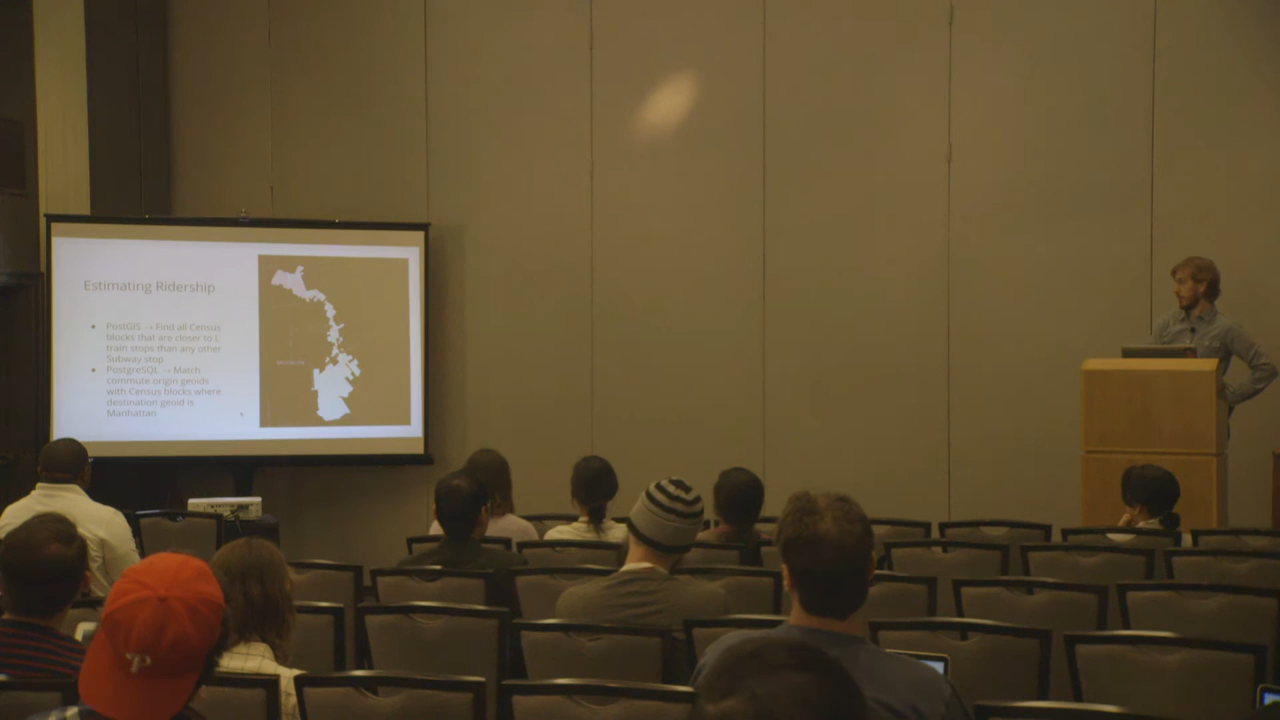 Estimating Ridership
● PostGIS → Find all Census
blocks that are closer to L
train stops than any other
Subway stop
● PostgreSQL → Match
commute origin geoids
with Census blocks where
destination geoid is
Manhattan
P